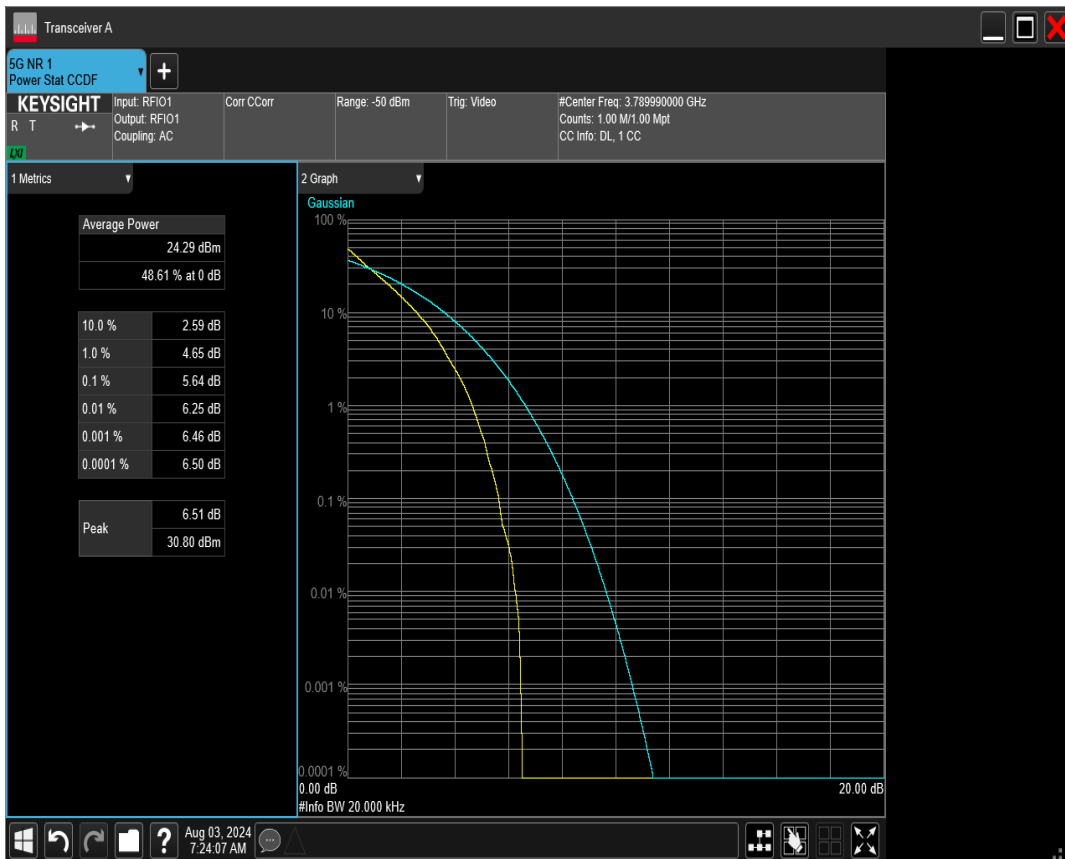 Transceiver A
5G NR 1
Power Stat CCDF
+
KEYSIGHT
R T
LXI
Input: RFIO1
Output: RFIO1
Coupling: AC
Corr CCorr
Range: -50 dBm
Trig: Video
#Center Freq: 3.789990000 GHz
Counts: 1.00 M/1.00 Mpt
CC Info: DL, 1 CC
1 Metrics
Average Power
24.29 dBm
48.61 % at 0 dB
10.0 % 2.59 dB
1.0 % 4.65 dB
0.1 % 5.64 dB
0.01 % 6.25 dB
0.001 % 6.46 dB
0.0001 % 6.50 dB
Peak
6.51 dB
30.80 dBm
2 Graph
Gaussian
100 %
10 %
1 %
0.1 %
0.01 %
0.001 %
0.0001 %
0.00 dB 20.00 dB
#Info BW 20.000 kHz
?
Aug 03, 2024
7:24:07 AM